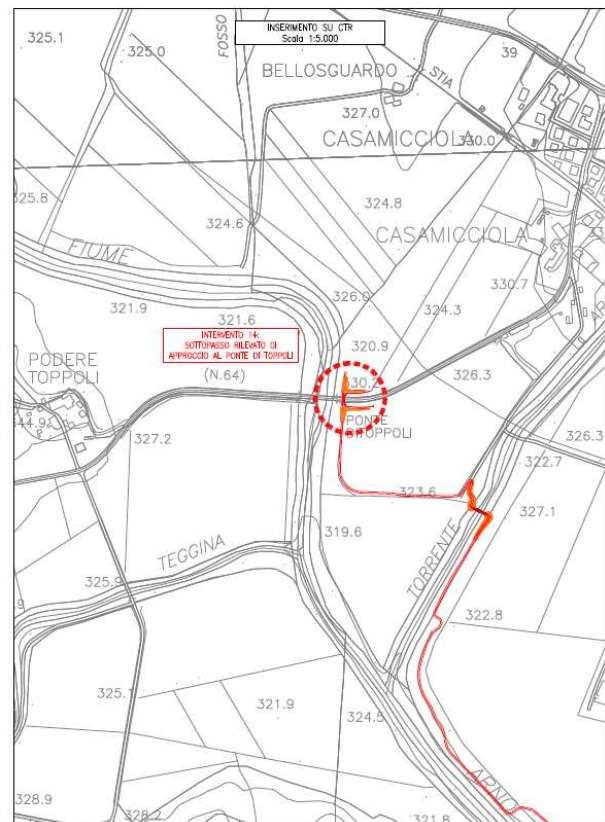 INSERIMENTO SU CTR
Scala 1:5.000
325.1
325.0
FOSSO
39
BELLOSGUARDO
STIA
327.0
CASAMICCIOLA
330.0
325.8
324.8
324.6
CASAMICCIOLA
FIUME
330.7
326.0
321.9
321.6
324.3
INTERVENTO 14:
SOTTOPASSO RILEVATO DI
APPROCCIO AL PONTE DI TOPPOLI
320.9
PODERE
TOPPOLI
(N.64)
326.3
PONTE
DI TOPPOLI
327.2
326.3
322.7
323.6
327.1
319.6
TORRENTE
TEGGINA
325.9
322.8
325.1
321.9
324.5
ARNO
328.9
328.2
321.8